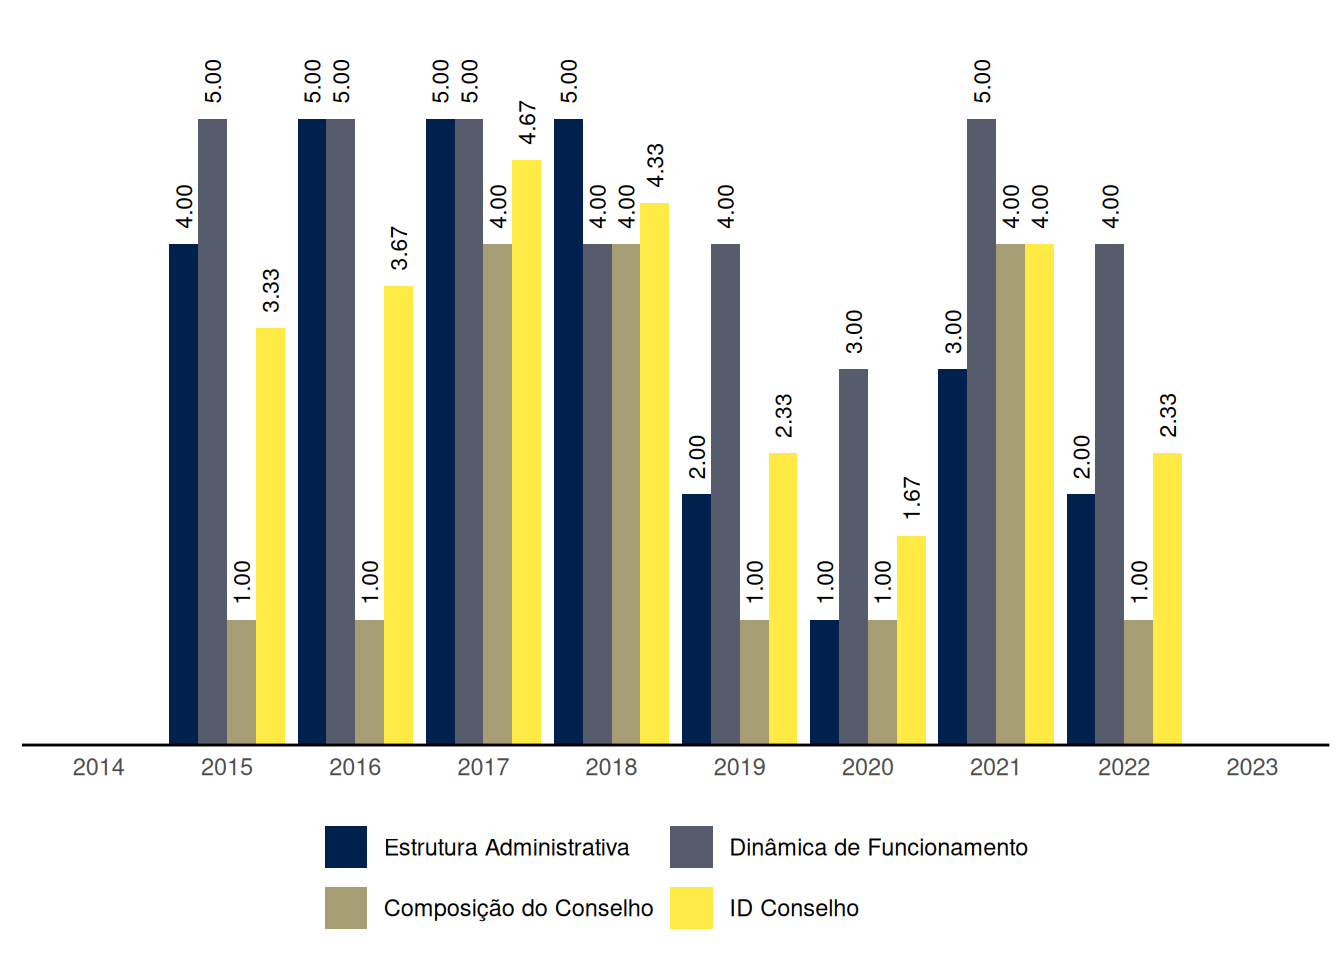 4.00 5.00 1.00 3.33 5.00 5.00 1.00 3.67 5.00 5.00 4.00 4.67 5.00 4.00 4.00 4.33 2.00 4.00 1.00 2.33 1.00 3.00 1.00 1.67 3.00 5.00 4.00 4.00 2.00 4.00 1.00 2.33
2014 2015 2016 2017 2018 2019 2020 2021 2022 2023
Estrutura Administrativa Dinâmica de Funcionamento
Composição do Conselho ID Conselho